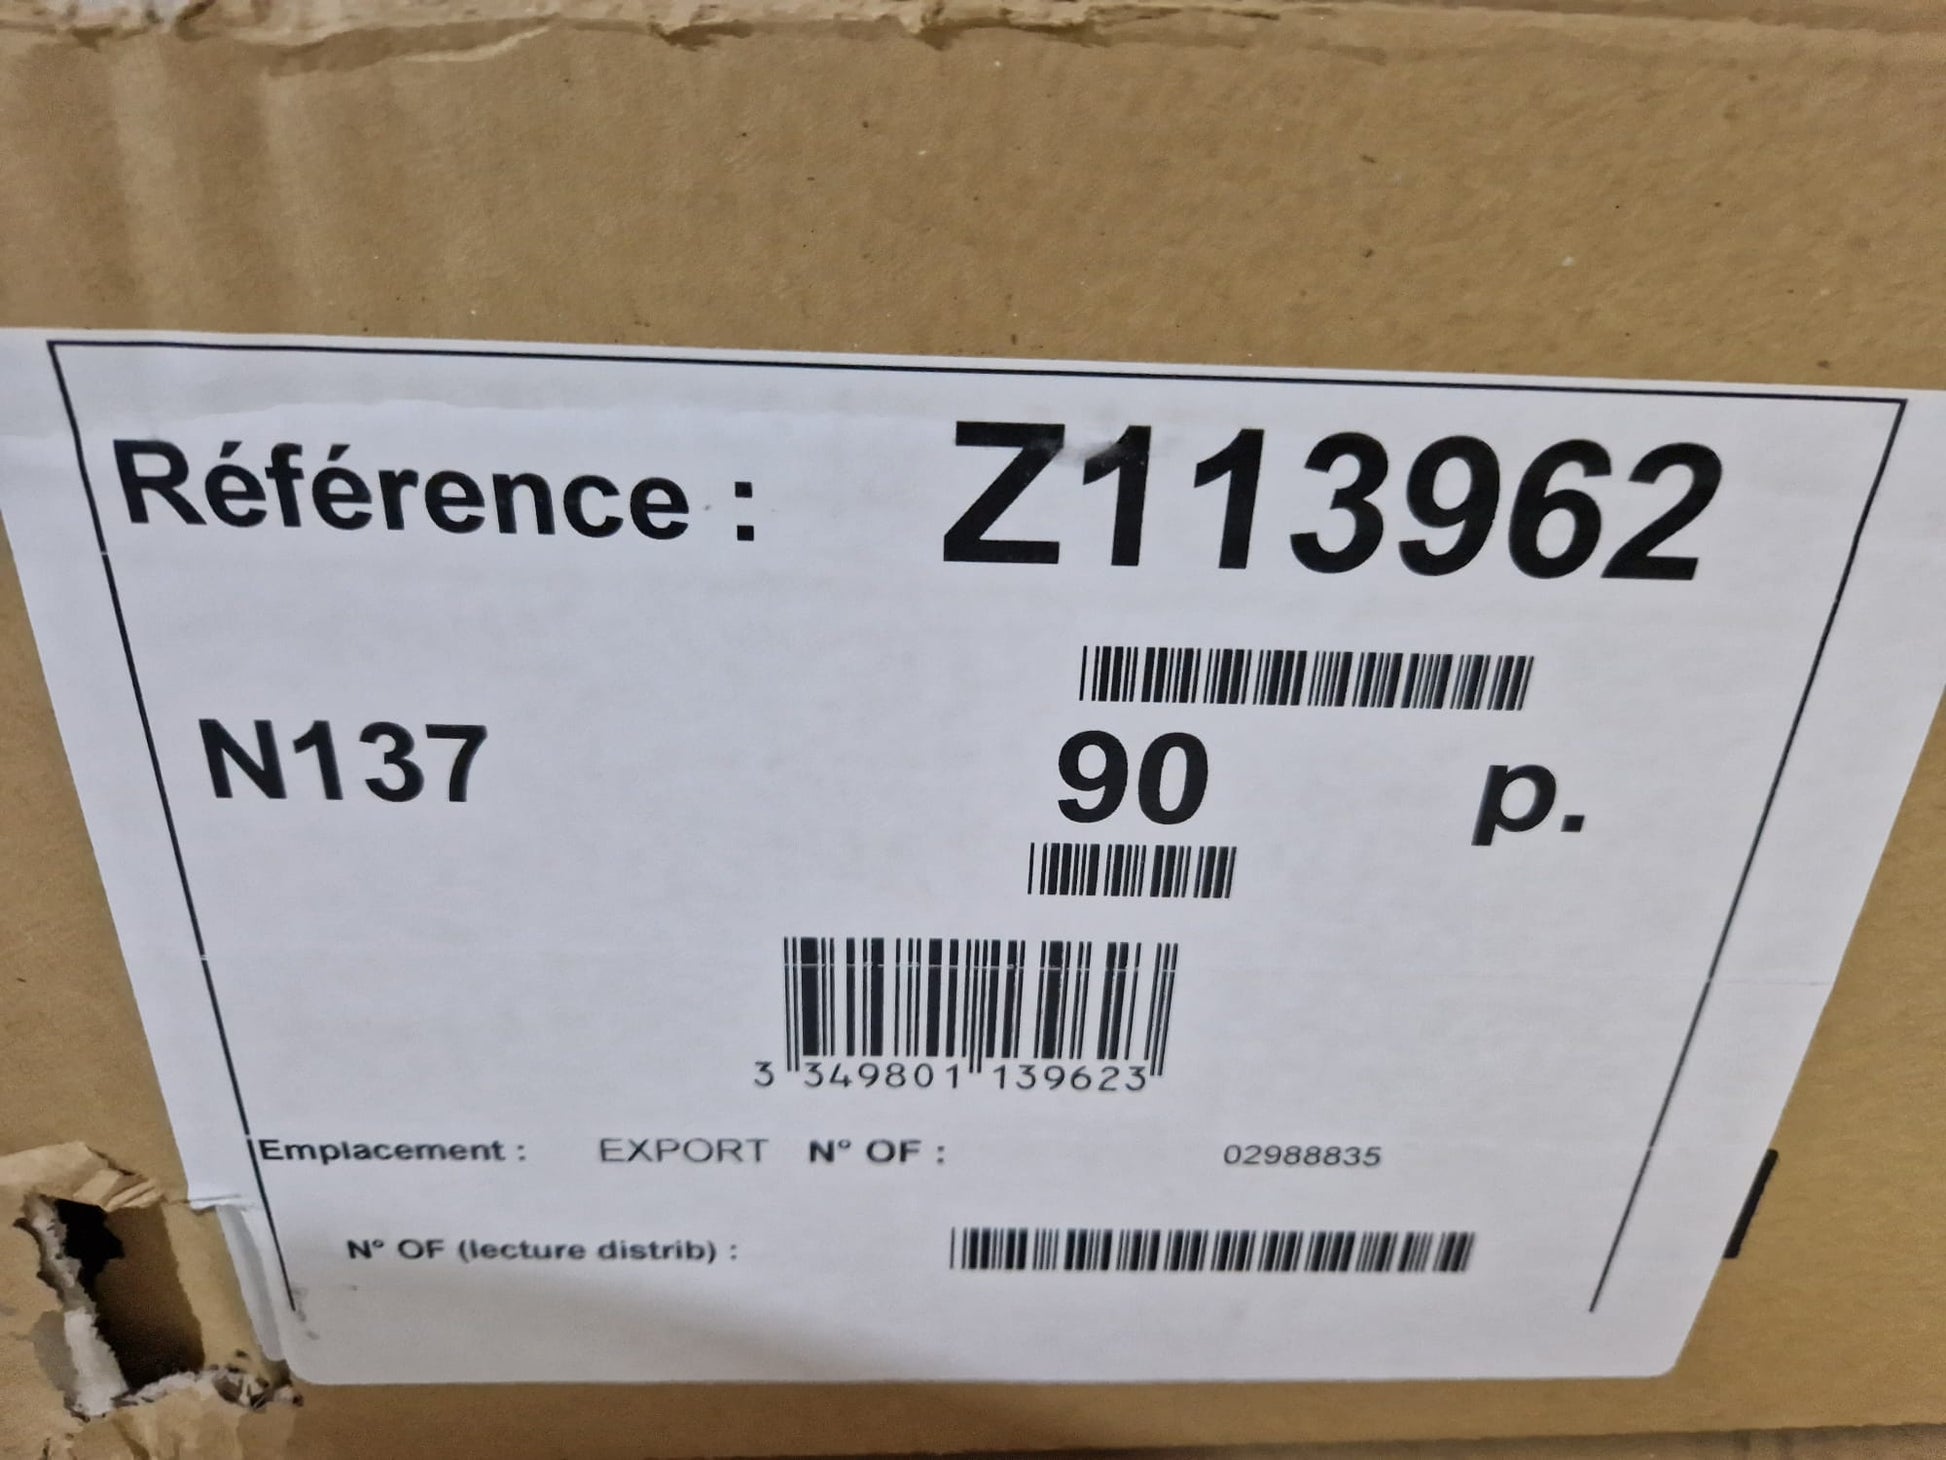 Référence : Z113962
N137 90 p.
3 349801 139623
Emplacement : EXPORT N° OF : 02988835
N° OF (lecture distrib) :